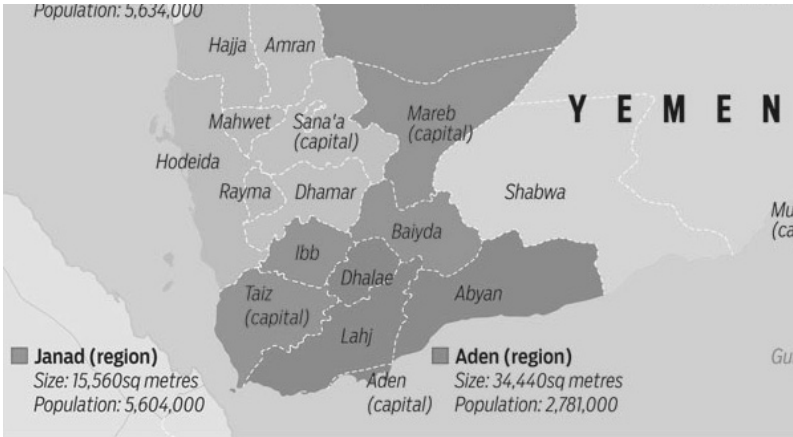 Population: 5,634,000
Hajja
Amran
YEMEN
Mareb
(capital)
Mahwet
Sana'a
(capital)
Hodeida
Rayma
Dhamar
Shabwa
Baiyda
Ibb
Dhalae
Abyan
Taiz
(capital)
Lahj
Janad (region)
Size: 15,560sq metres
Population: 5,604,000
Aden
(capital)
Aden (region)
Size: 34,440sq metres
Population: 2,781,000